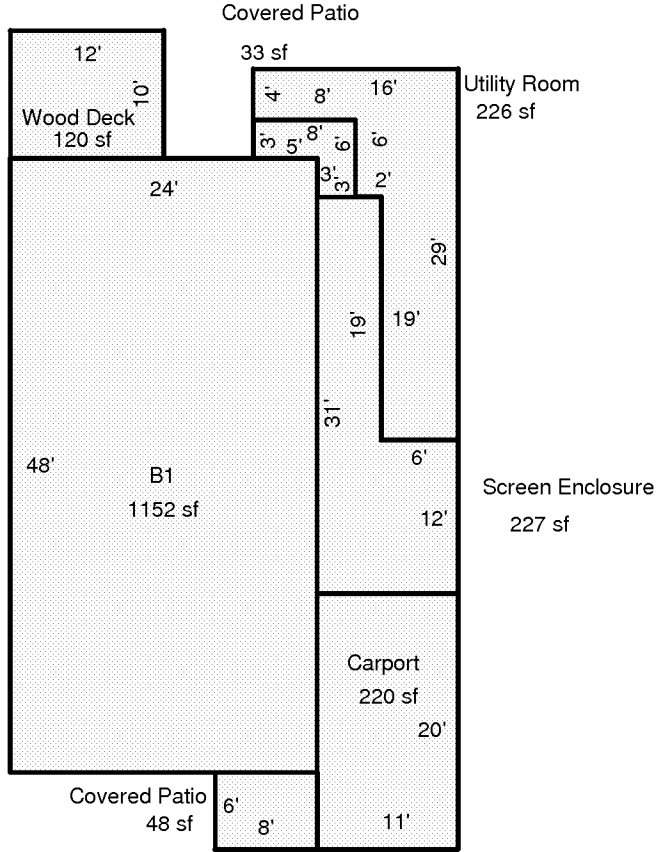 Covered Patio
33 sf
12'
10'
Wood Deck
120 sf
4'
8'
16'
Utility Room
226 sf
3'
5'
8'
6'
6'
3'
3'
2'
24'
29'
19'
19'
31'
48'
B1
1152 sf
6'
12'
Screen Enclosure
227 sf
Carport
220 sf
20'
11'
Covered Patio
48 sf
6'
8'